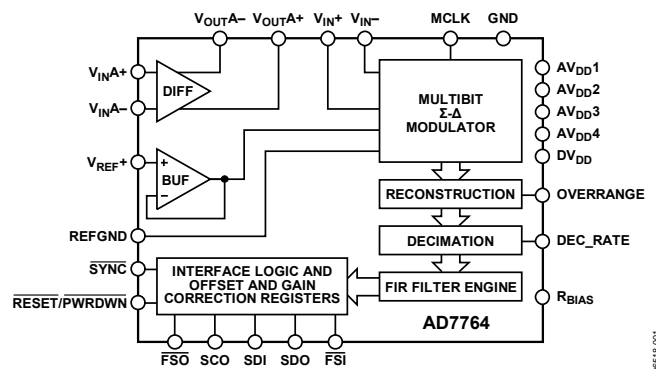 VOUTA– VOUTA+ VIN+ VIN– MCLK GND
VINA+
VINA–
DIFF
VREF+
+
–
BUF
REFGND
SYNC
RESET/PWRDWN
MULTIBIT
Σ-Δ
MODULATOR
RECONSTRUCTION
DECIMATION
FIR FILTER ENGINE
INTERFACE LOGIC AND
OFFSET AND GAIN
CORRECTION REGISTERS
AVDD1
AVDD2
AVDD3
AVDD4
DVDD
OVERRANGE
DEC_RATE
RBIAS
AD7764
FSO SCO SDI SDO FSI